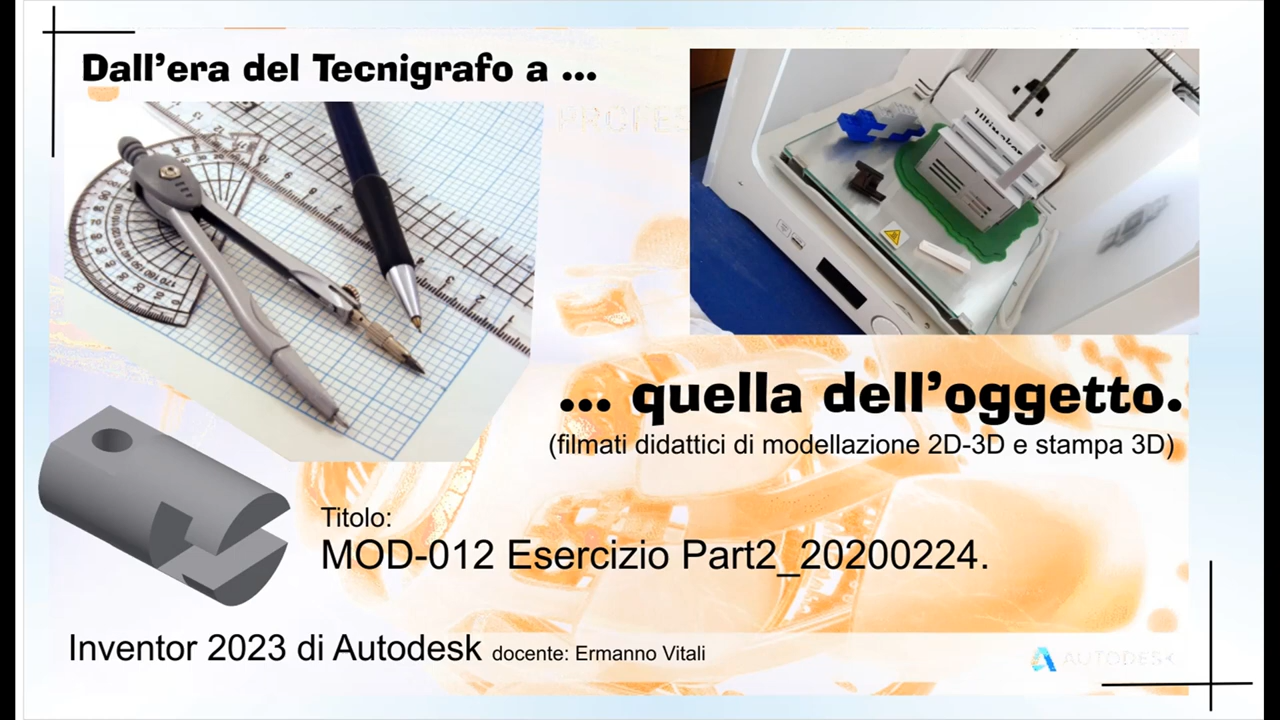 Dall'era del Tecnigrafo a ...
Ultimaker
... quella dell'oggetto.
(filmati didattici di modellazione 2D-3D e stampa 3D)
Titolo:
MOD-012 Esercizio Part2_20200224.
Inventor 2023 di Autodesk docente: Ermanno Vitali
AUTODESK